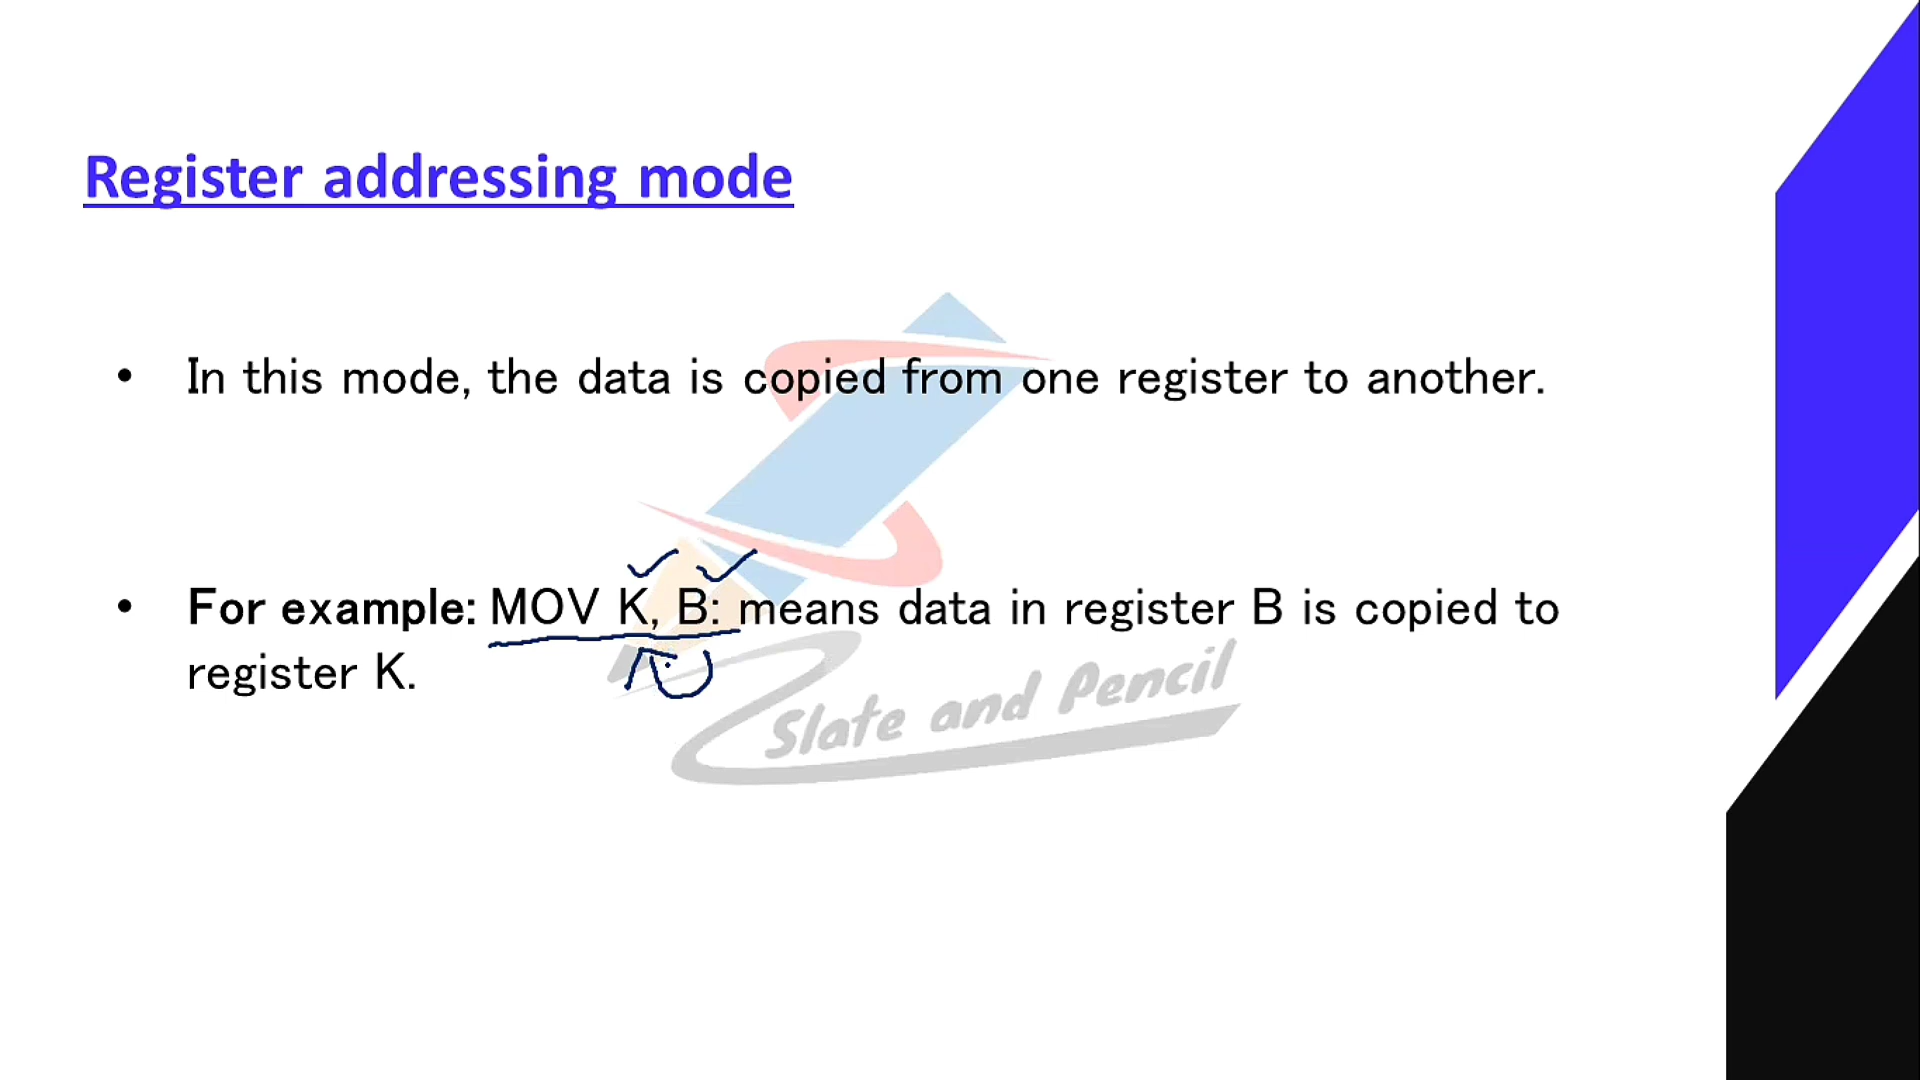 Register addressing mode
• In this mode, the data is copied from one register to another.
• For example: MOV K, B: means data in register B is copied to
register K.
Slate and Pencil